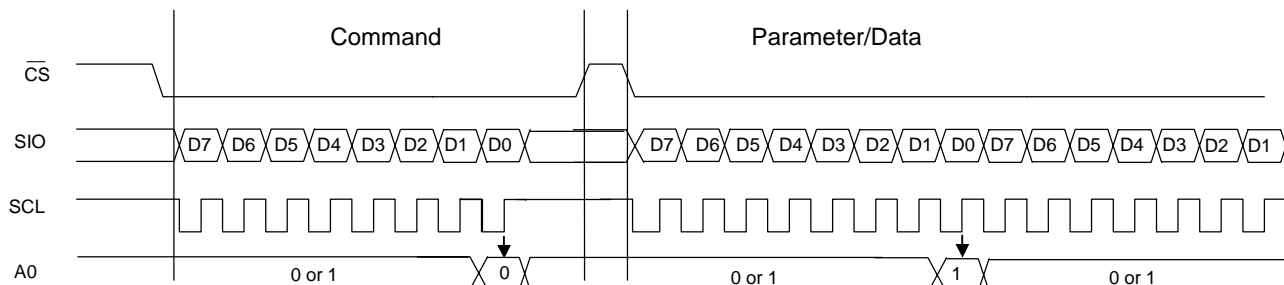 Command Parameter/Data
CS
SIO D7 D6 D5 D4 D3 D2 D1 D0 D7 D6 D5 D4 D3 D2 D1 D0 D7 D6 D5 D4 D3 D2 D1
SCL
A0 0 or 1 0 0 or 1 1 0 or 1